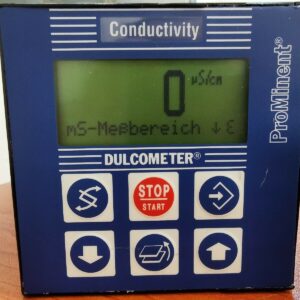 Conductivity
0 µS/cm
mS-Meßbereich ↓ E
ProMinent®
DULCOMETER®
STOP
START